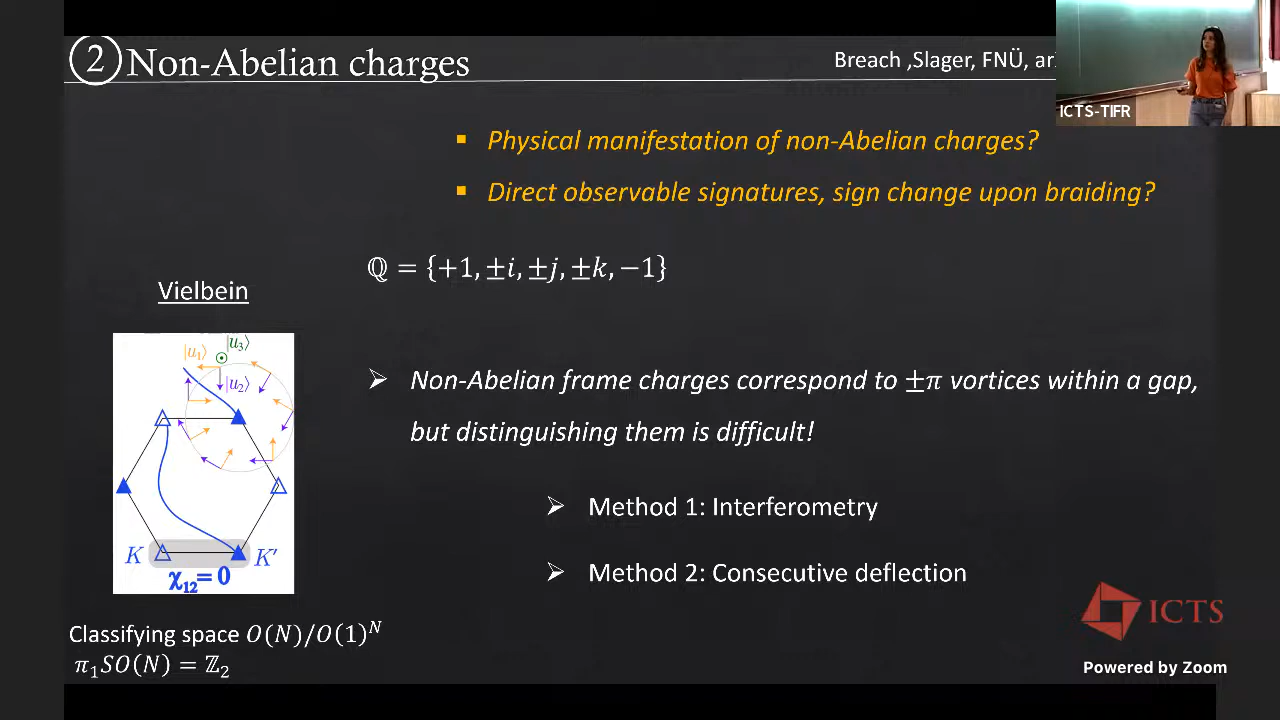 ② Non-Abelian charges
Breach ,Slager, FNÜ, ar
ICTS-TIFR
▪ Physical manifestation of non-Abelian charges?
▪ Direct observable signatures, sign change upon braiding?
ℚ = {+1, ±i, ±j, ±k, −1}
Vielbein
|u₃⟩
|u₁⟩
|u₂⟩
➢ Non-Abelian frame charges correspond to ±π vortices within a gap,
but distinguishing them is difficult!
➢ Method 1: Interferometry
K K′
χ₁₂= 0
➢ Method 2: Consecutive deflection
ICTS
Classifying space O(N)/O(1)ᴺ
π₁SO(N) = ℤ₂
Powered by Zoom